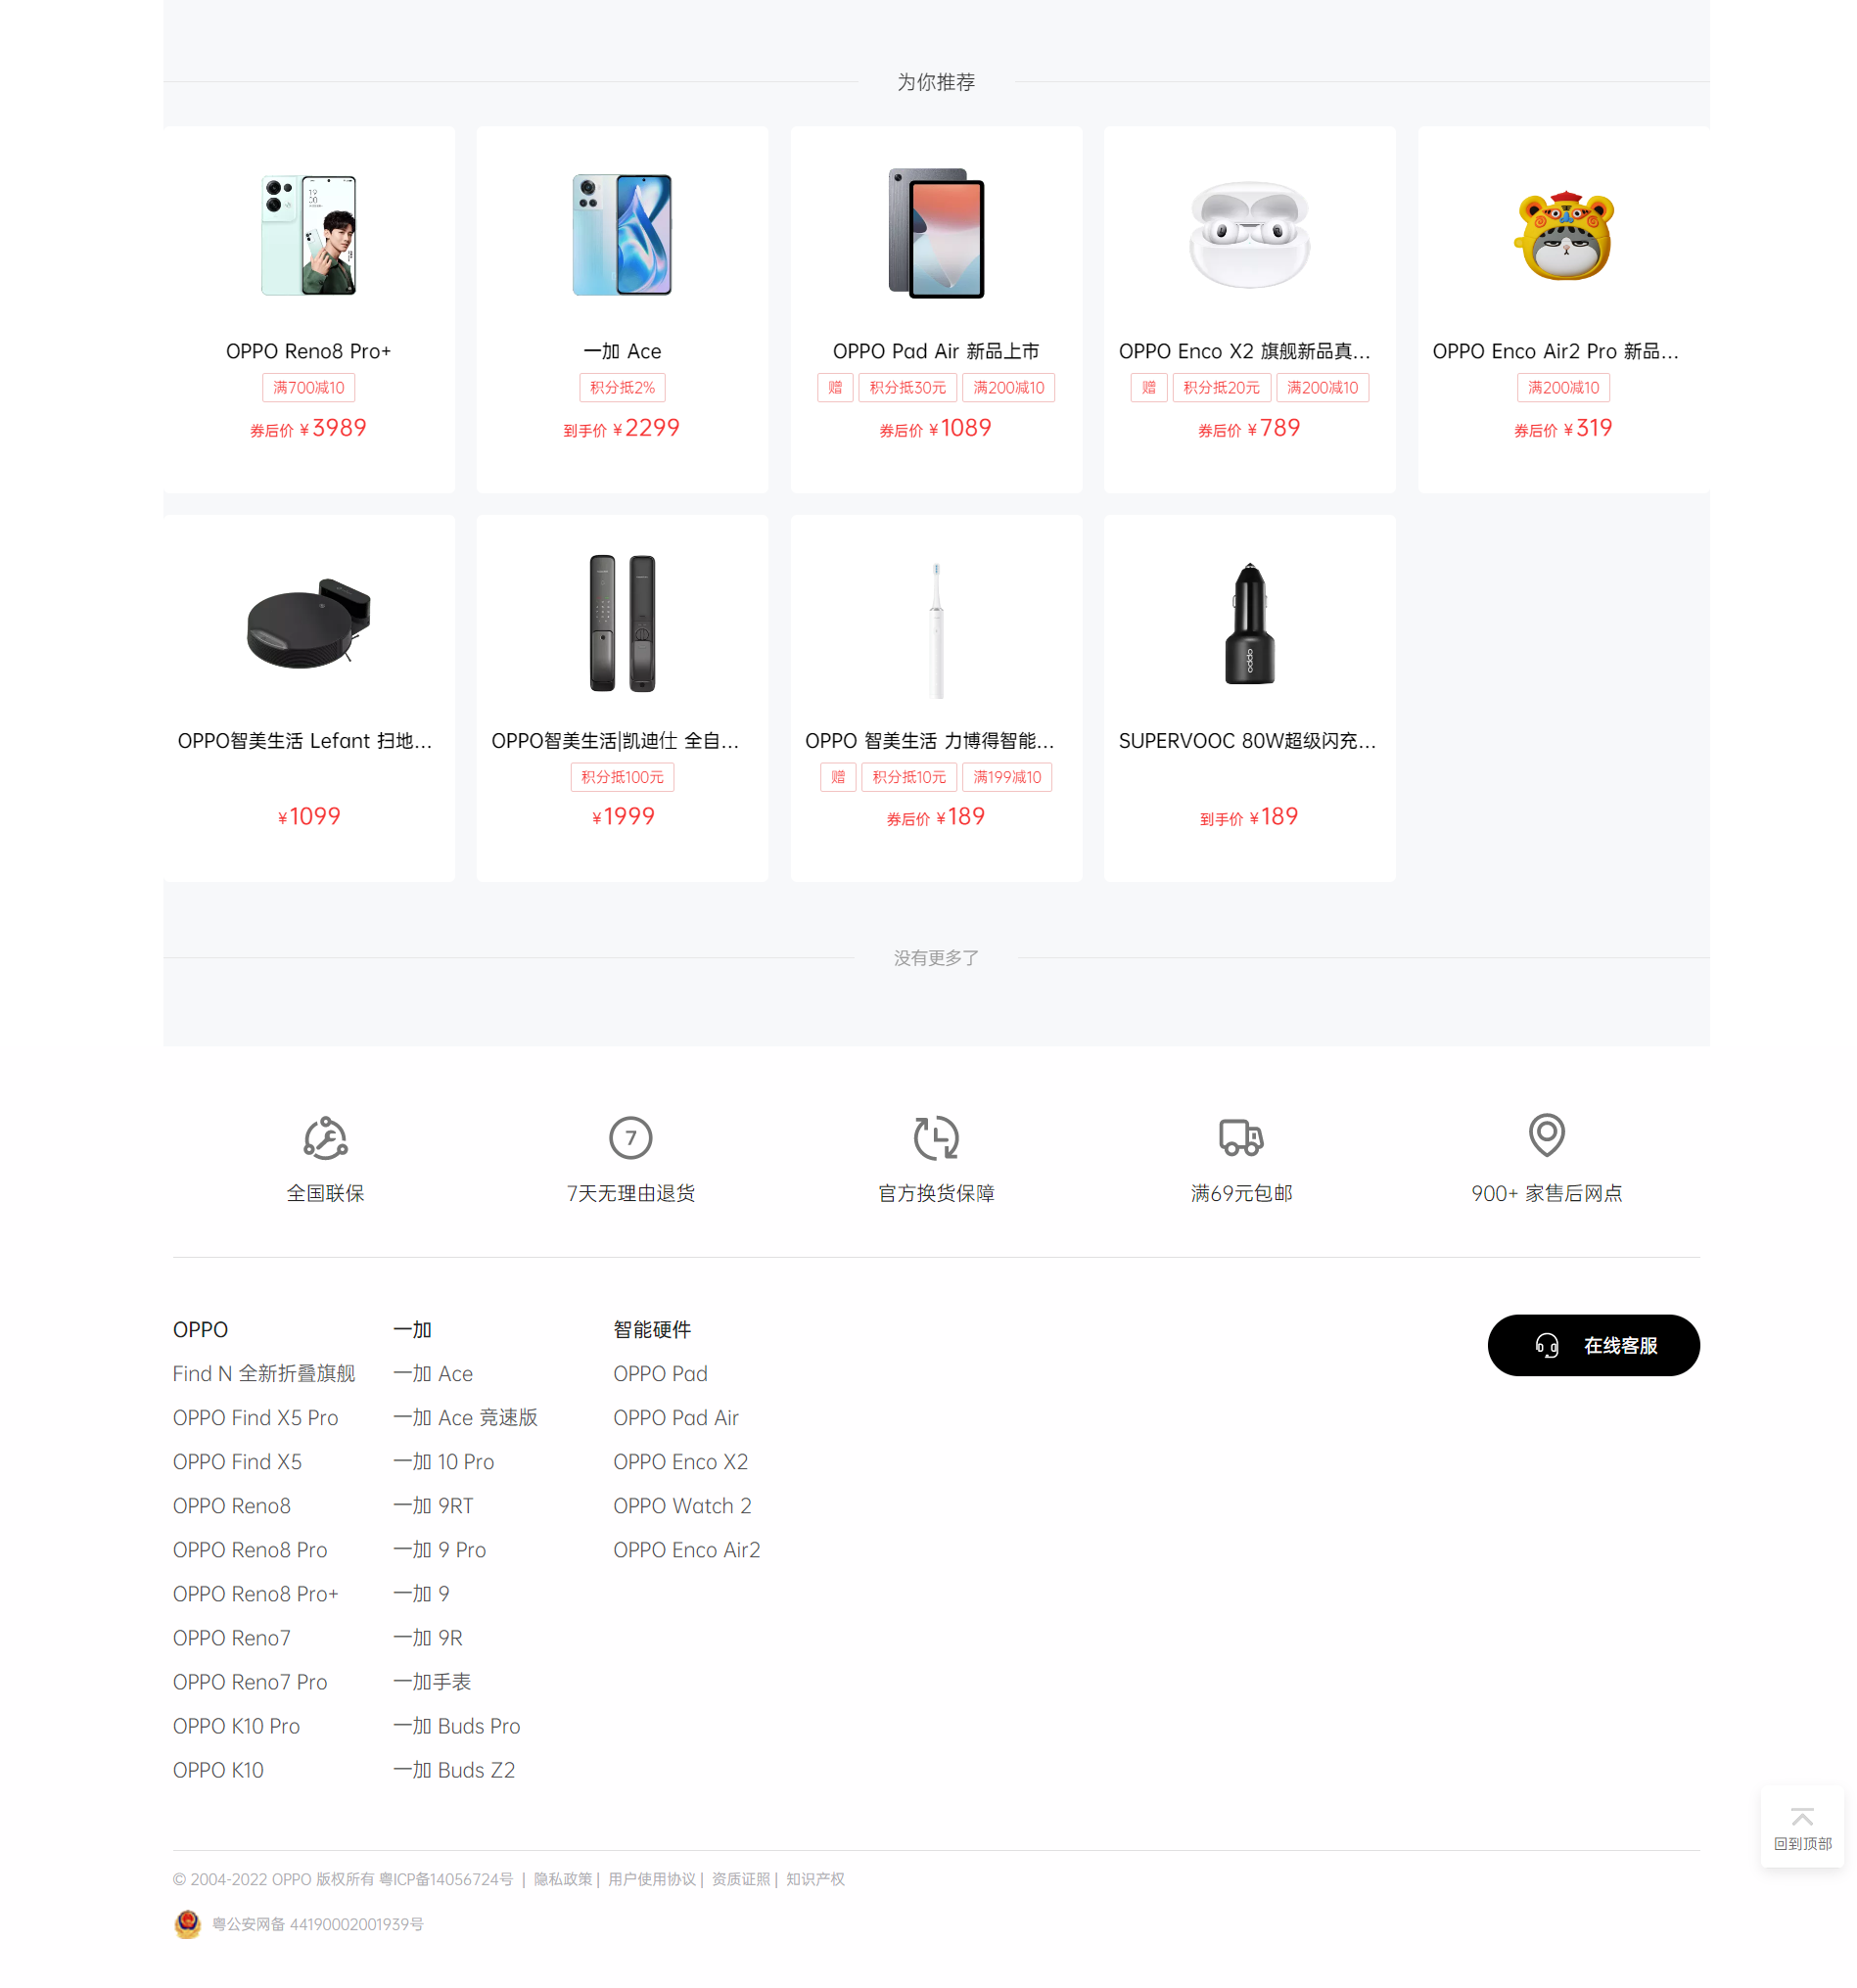 为你推荐
OPPO Reno8 Pro+
满700减10
券后价 ¥3989
一加 Ace
积分抵2%
到手价 ¥2299
OPPO Pad Air 新品上市
赠 积分抵30元 满200减10
券后价 ¥1089
OPPO Enco X2 旗舰新品真...
赠 积分抵20元 满200减10
券后价 ¥789
OPPO Enco Air2 Pro 新品...
满200减10
券后价 ¥319
OPPO智美生活 Lefant 扫地...
¥1099
OPPO智美生活|凯迪仕 全自...
积分抵100元
¥1999
OPPO 智美生活 力博得智能...
赠 积分抵10元 满199减10
券后价 ¥189
oppo
SUPERVOOC 80W超级闪充...
到手价 ¥189
没有更多了
7
全国联保
7天无理由退货
官方换货保障
满69元包邮
900+ 家售后网点
OPPO
Find N 全新折叠旗舰
OPPO Find X5 Pro
OPPO Find X5
OPPO Reno8
OPPO Reno8 Pro
OPPO Reno8 Pro+
OPPO Reno7
OPPO Reno7 Pro
OPPO K10 Pro
OPPO K10
一加
一加 Ace
一加 Ace 竞速版
一加 10 Pro
一加 9RT
一加 9 Pro
一加 9
一加 9R
一加手表
一加 Buds Pro
一加 Buds Z2
智能硬件
OPPO Pad
OPPO Pad Air
OPPO Enco X2
OPPO Watch 2
OPPO Enco Air2
在线客服
回到顶部
© 2004-2022 OPPO 版权所有 粤ICP备14056724号 | 隐私政策 | 用户使用协议 | 资质证照 | 知识产权
粤公安网备 44190002001939号